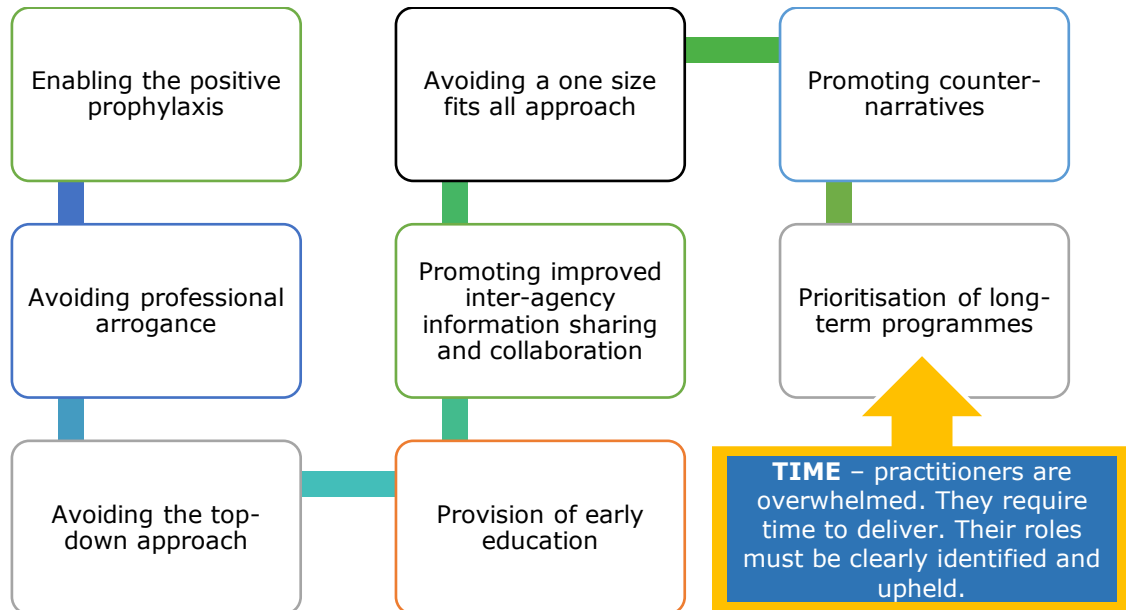 Enabling the positive
prophylaxis
Avoiding professional
arrogance
Avoiding the top-
down approach
Provision of early
education
Promoting improved
inter-agency
information sharing
and collaboration
Avoiding a one size
fits all approach
Promoting counter-
narratives
Prioritisation of long-
term programmes
TIME – practitioners are
overwhelmed. They require
time to deliver. Their roles
must be clearly identified and
upheld.